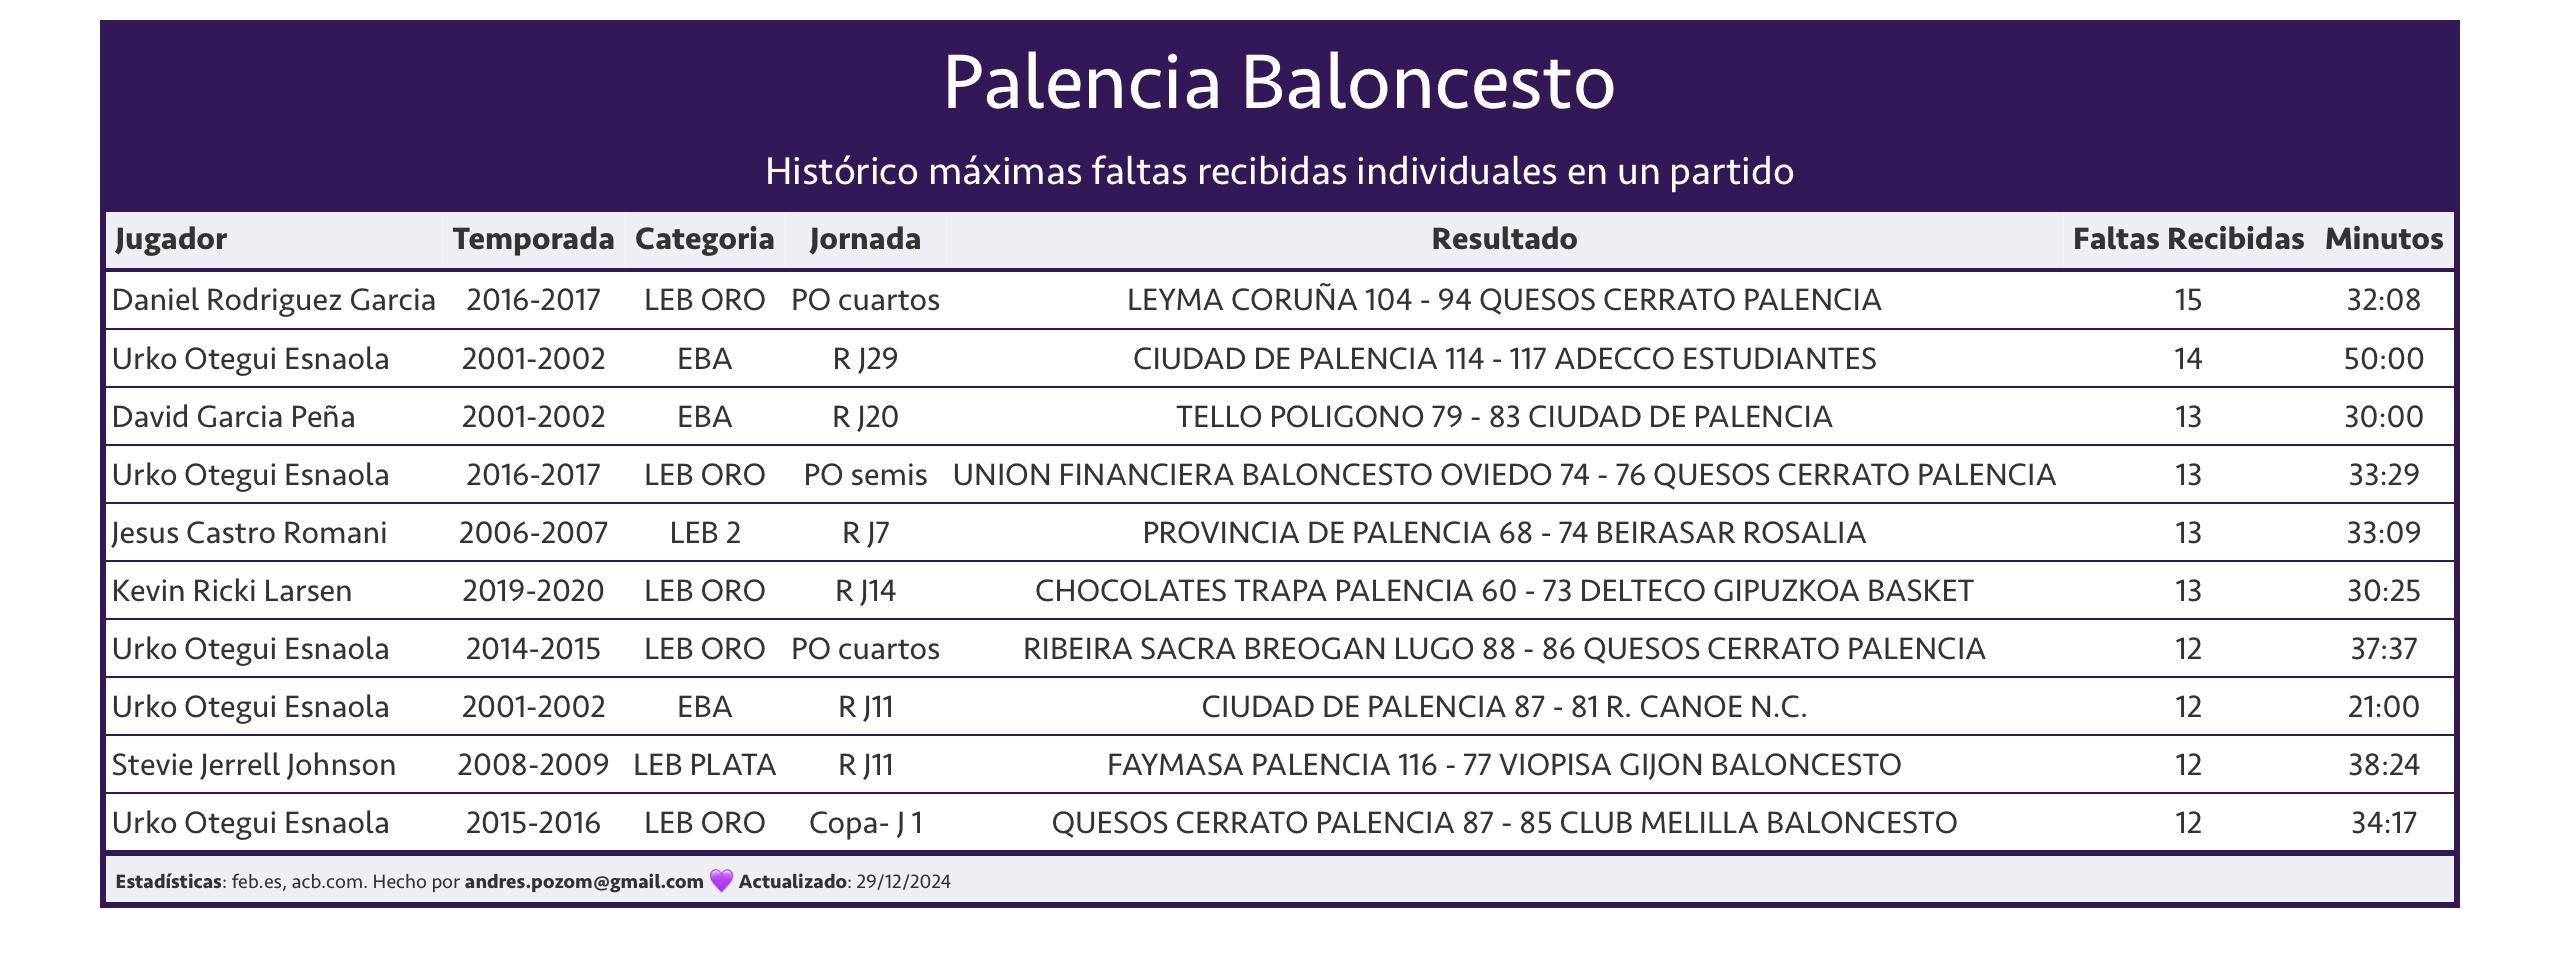 Palencia Baloncesto
Histórico máximas faltas recibidas individuales en un partido
Jugador Temporada Categoria Jornada Resultado Faltas Recibidas Minutos
Daniel Rodriguez Garcia 2016-2017 LEB ORO PO cuartos LEYMA CORUÑA 104 - 94 QUESOS CERRATO PALENCIA 15 32:08
Urko Otegui Esnaola 2001-2002 EBA R J29 CIUDAD DE PALENCIA 114 - 117 ADECCO ESTUDIANTES 14 50:00
David Garcia Peña 2001-2002 EBA R J20 TELLO POLIGONO 79 - 83 CIUDAD DE PALENCIA 13 30:00
Urko Otegui Esnaola 2016-2017 LEB ORO PO semis UNION FINANCIERA BALONCESTO OVIEDO 74 - 76 QUESOS CERRATO PALENCIA 13 33:29
Jesus Castro Romani 2006-2007 LEB 2 R J7 PROVINCIA DE PALENCIA 68 - 74 BEIRASAR ROSALIA 13 33:09
Kevin Ricki Larsen 2019-2020 LEB ORO R J14 CHOCOLATES TRAPA PALENCIA 60 - 73 DELTECO GIPUZKOA BASKET 13 30:25
Urko Otegui Esnaola 2014-2015 LEB ORO PO cuartos RIBEIRA SACRA BREOGAN LUGO 88 - 86 QUESOS CERRATO PALENCIA 12 37:37
Urko Otegui Esnaola 2001-2002 EBA R J11 CIUDAD DE PALENCIA 87 - 81 R. CANOE N.C. 12 21:00
Stevie Jerrell Johnson 2008-2009 LEB PLATA R J11 FAYMASA PALENCIA 116 - 77 VIOPISA GIJON BALONCESTO 12 38:24
Urko Otegui Esnaola 2015-2016 LEB ORO Copa- J 1 QUESOS CERRATO PALENCIA 87 - 85 CLUB MELILLA BALONCESTO 12 34:17
Estadísticas: feb.es, acb.com. Hecho por andres.pozom@gmail.com 💜 Actualizado: 29/12/2024